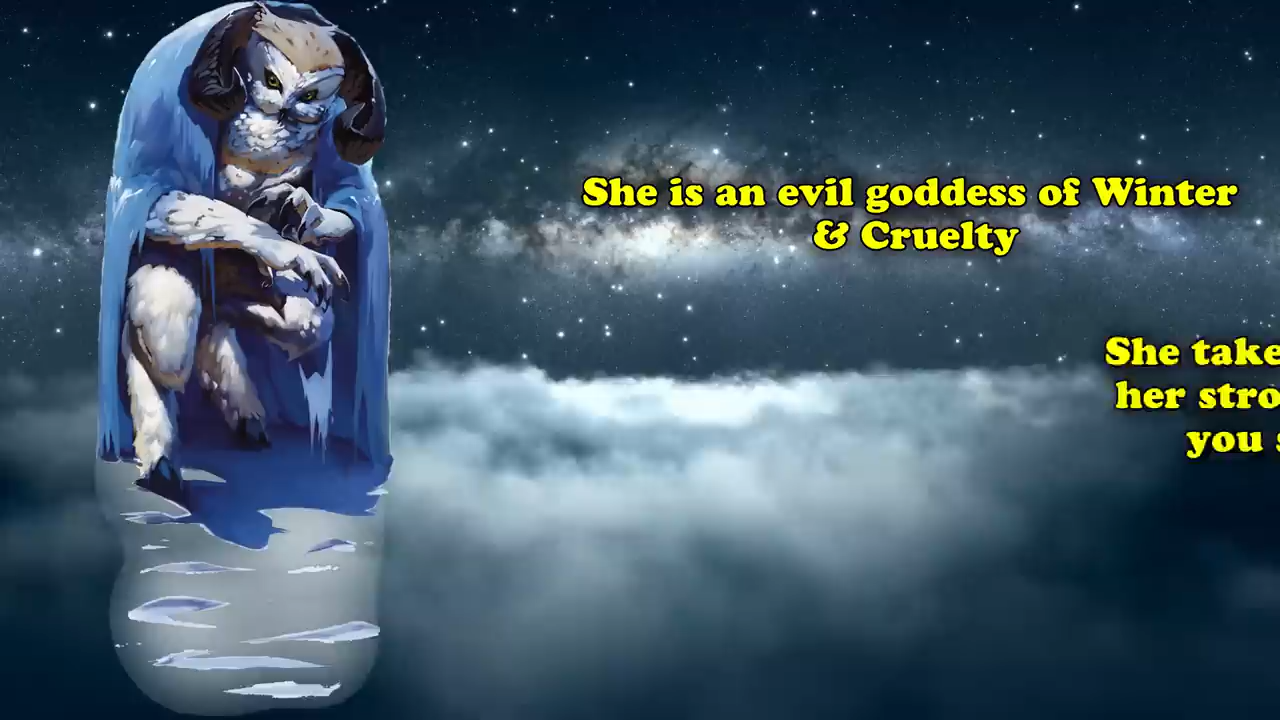 She is an evil goddess of Winter
& Cruelty
She take
her stro
you